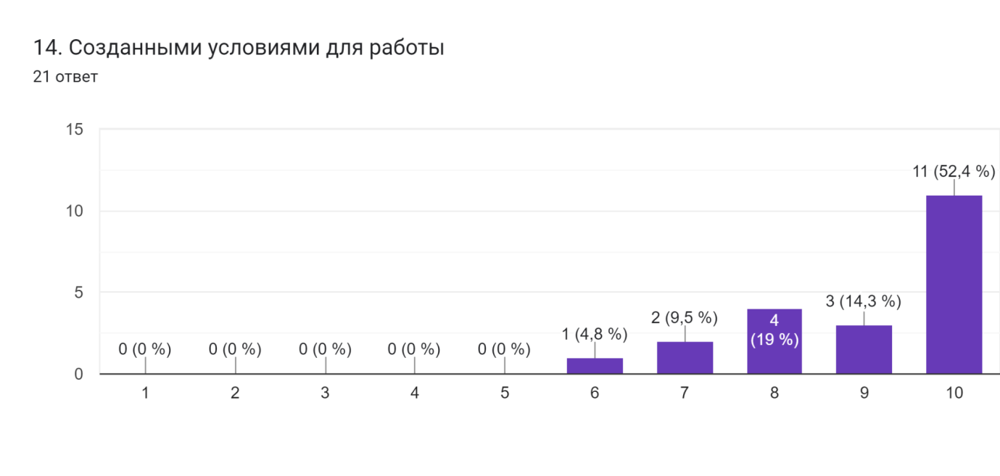 14. Созданными условиями для работы
21 ответ
15
10
5
0
0 (0 %)
0 (0 %)
0 (0 %)
0 (0 %)
0 (0 %)
1 (4,8 %)
2 (9,5 %)
4
(19 %)
3 (14,3 %)
11 (52,4 %)
1 2 3 4 5 6 7 8 9 10